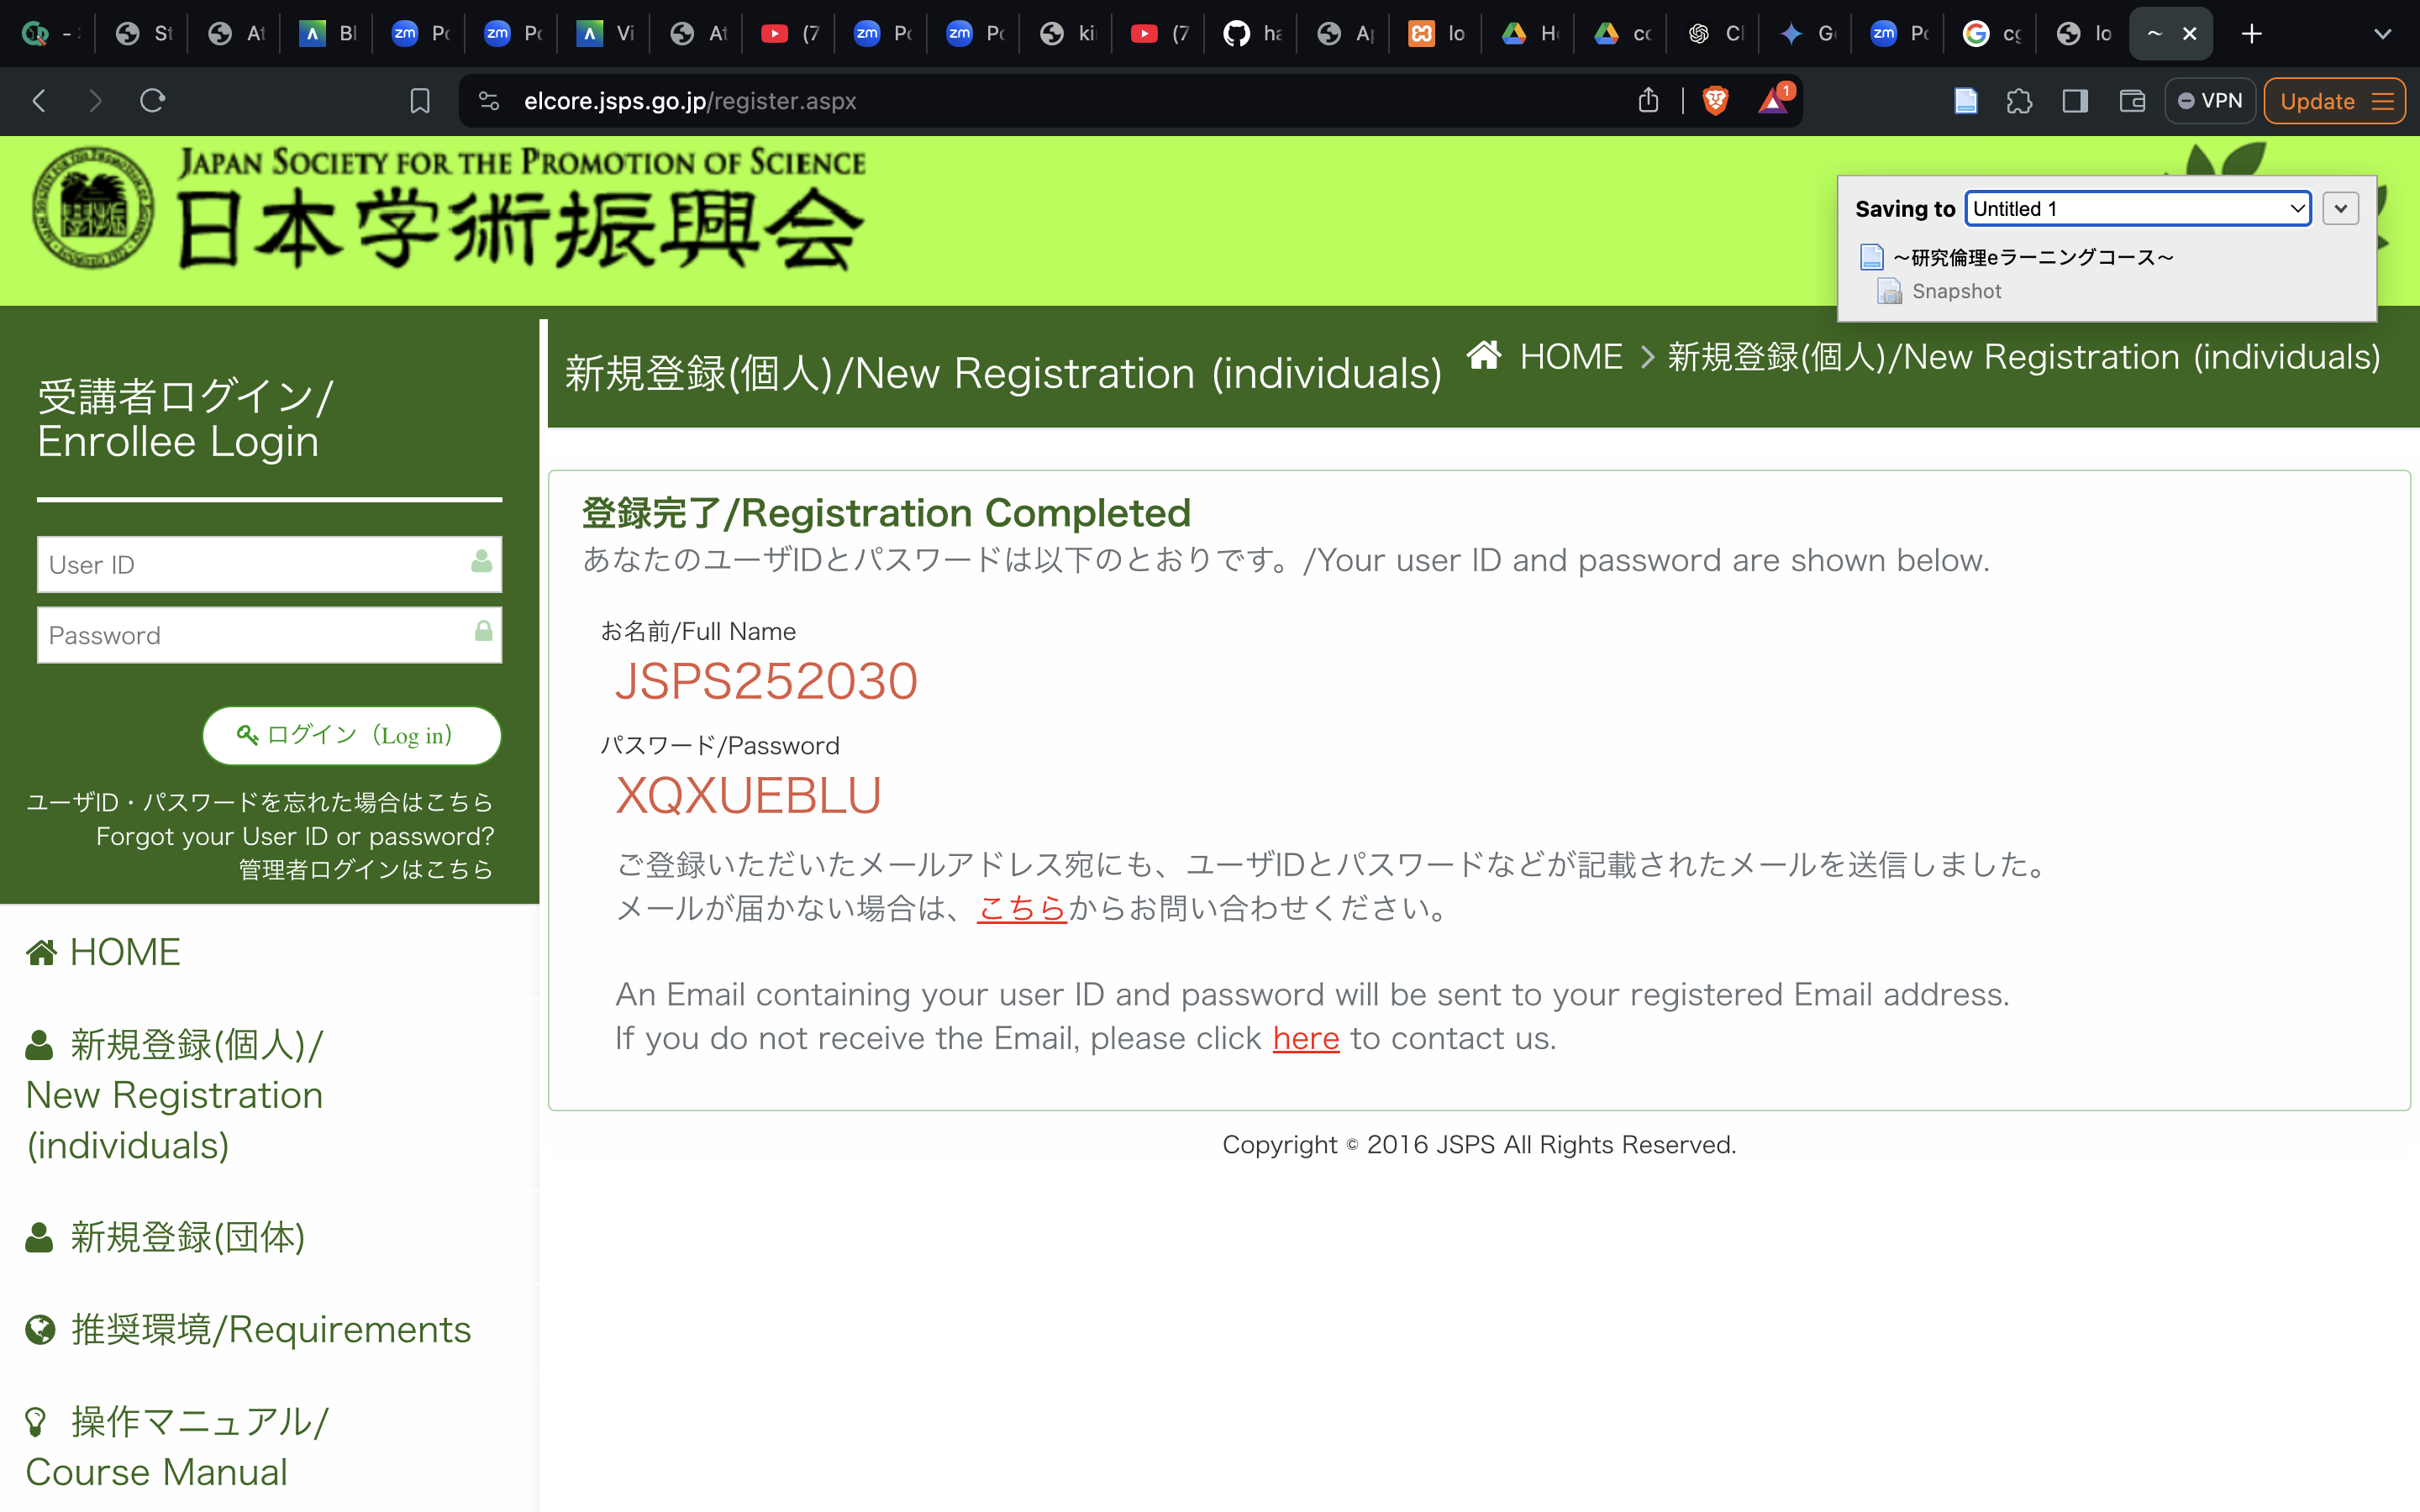 - :
St
At
Bl
zm
Po
zm
Po
Vi
At
(7
zm
Po
zm
Po
ki
(7
ha
Ap
lo
Ho
co
Cl
G
zm
Po
cg
lo
~
elcore.jsps.go.jp/register.aspx
1
VPN
Update
JAPAN SOCIETY FOR THE PROMOTION OF SCIENCE
日本学術振興会
Saving to
Untitled 1
～研究倫理eラーニングコース～
Snapshot
受講者ログイン/
Enrollee Login
User ID
Password
ログイン（Log in）
ユーザID・パスワードを忘れた場合はこちら
Forgot your User ID or password?
管理者ログインはこちら
HOME
新規登録(個人)/
New Registration
(individuals)
新規登録(団体)
推奨環境/Requirements
操作マニュアル/
Course Manual
新規登録(個人)/New Registration (individuals)
HOME > 新規登録(個人)/New Registration (individuals)
登録完了/Registration Completed
あなたのユーザIDとパスワードは以下のとおりです。/Your user ID and password are shown below.
お名前/Full Name
JSPS252030
パスワード/Password
XQXUEBLU
ご登録いただいたメールアドレス宛にも、ユーザIDとパスワードなどが記載されたメールを送信しました。
メールが届かない場合は、こちらからお問い合わせください。
An Email containing your user ID and password will be sent to your registered Email address.
If you do not receive the Email, please click here to contact us.
Copyright © 2016 JSPS All Rights Reserved.